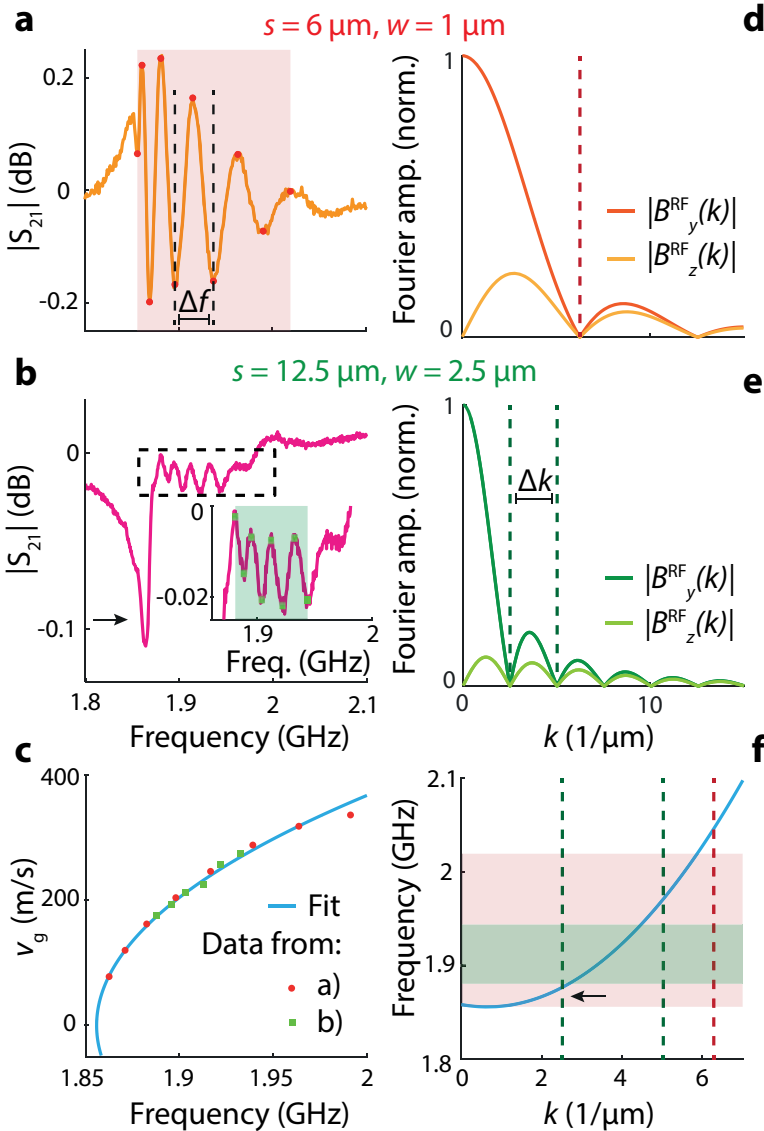 s = 6 µm, w = 1 µm
a
|S21| (dB)
0.2
0
-0.2
Δf
d
Fourier amp. (norm.)
1
0
|B^RF_y(k)|
|B^RF_z(k)|
s = 12.5 µm, w = 2.5 µm
b
|S21| (dB)
0
-0.1
1.8
1.9
2
2.1
Frequency (GHz)
0
-0.02
1.9
2
Freq. (GHz)
e
Fourier amp. (norm.)
1
0
Δk
|B^RF_y(k)|
|B^RF_z(k)|
0
10
k (1/µm)
c
v_g (m/s)
400
200
0
Fit
Data from:
a)
b)
1.85
1.9
1.95
2
Frequency (GHz)
f
Frequency (GHz)
2.1
2
1.9
1.8
0
2
4
6
k (1/µm)